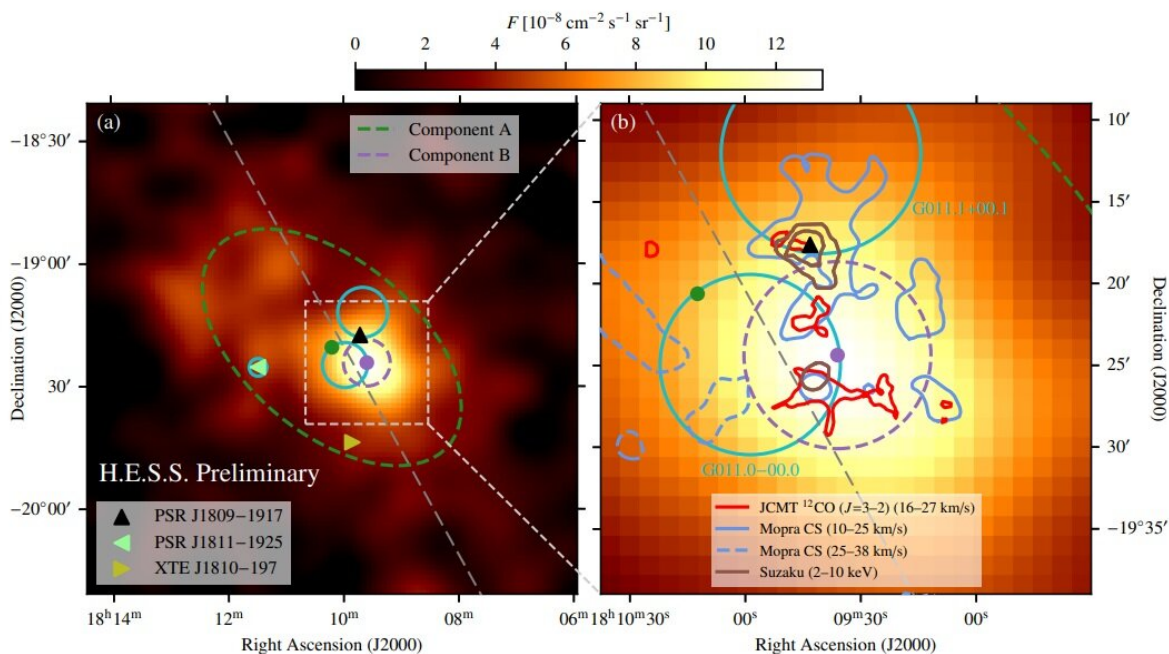 F [10⁻⁸ cm⁻² s⁻¹ sr⁻¹]
0 2 4 6 8 10 12
(a)
Component A
Component B
H.E.S.S. Preliminary
PSR J1809−1917
PSR J1811−1925
XTE J1810−197
−18°30′
−19°00′
30′
−20°00′
Declination (J2000)
18ʰ14ᵐ 12ᵐ 10ᵐ 08ᵐ 06ᵐ
Right Ascension (J2000)
(b)
G011.1+00.1
G011.0−00.0
JCMT ¹²CO (J=3–2) (16–27 km/s)
Mopra CS (10–25 km/s)
Mopra CS (25–38 km/s)
Suzaku (2–10 keV)
10′
15′
20′
25′
30′
−19°35′
Declination (J2000)
18ʰ10ᵐ30ˢ 00ˢ 09ᵐ30ˢ 00ˢ
Right Ascension (J2000)